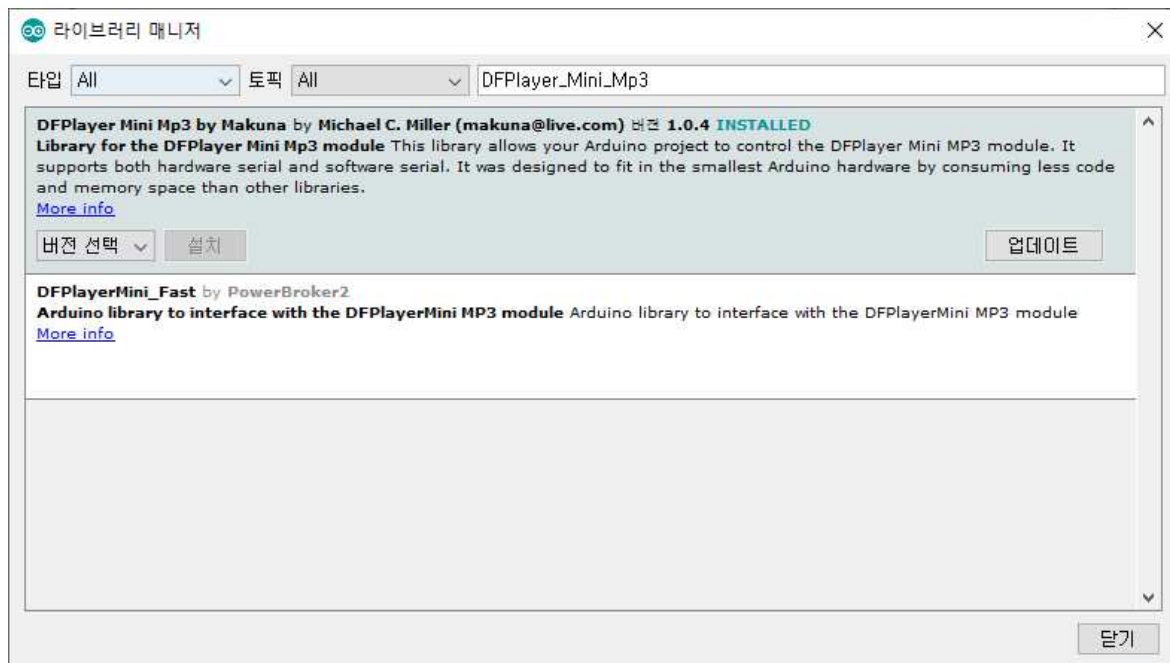 라이브러리 매니저
타입 All 토픽 All DFPlayer_Mini_Mp3
DFPlayer Mini Mp3 by Makuna by Michael C. Miller (makuna@live.com) 버전 1.0.4 INSTALLED
Library for the DFPlayer Mini Mp3 module This library allows your Arduino project to control the DFPlayer Mini MP3 module. It
supports both hardware serial and software serial. It was designed to fit in the smallest Arduino hardware by consuming less code
and memory space than other libraries.
More info
버전 선택 설치 업데이트
DFPlayerMini_Fast by PowerBroker2
Arduino library to interface with the DFPlayerMini MP3 module Arduino library to interface with the DFPlayerMini MP3 module
More info
닫기